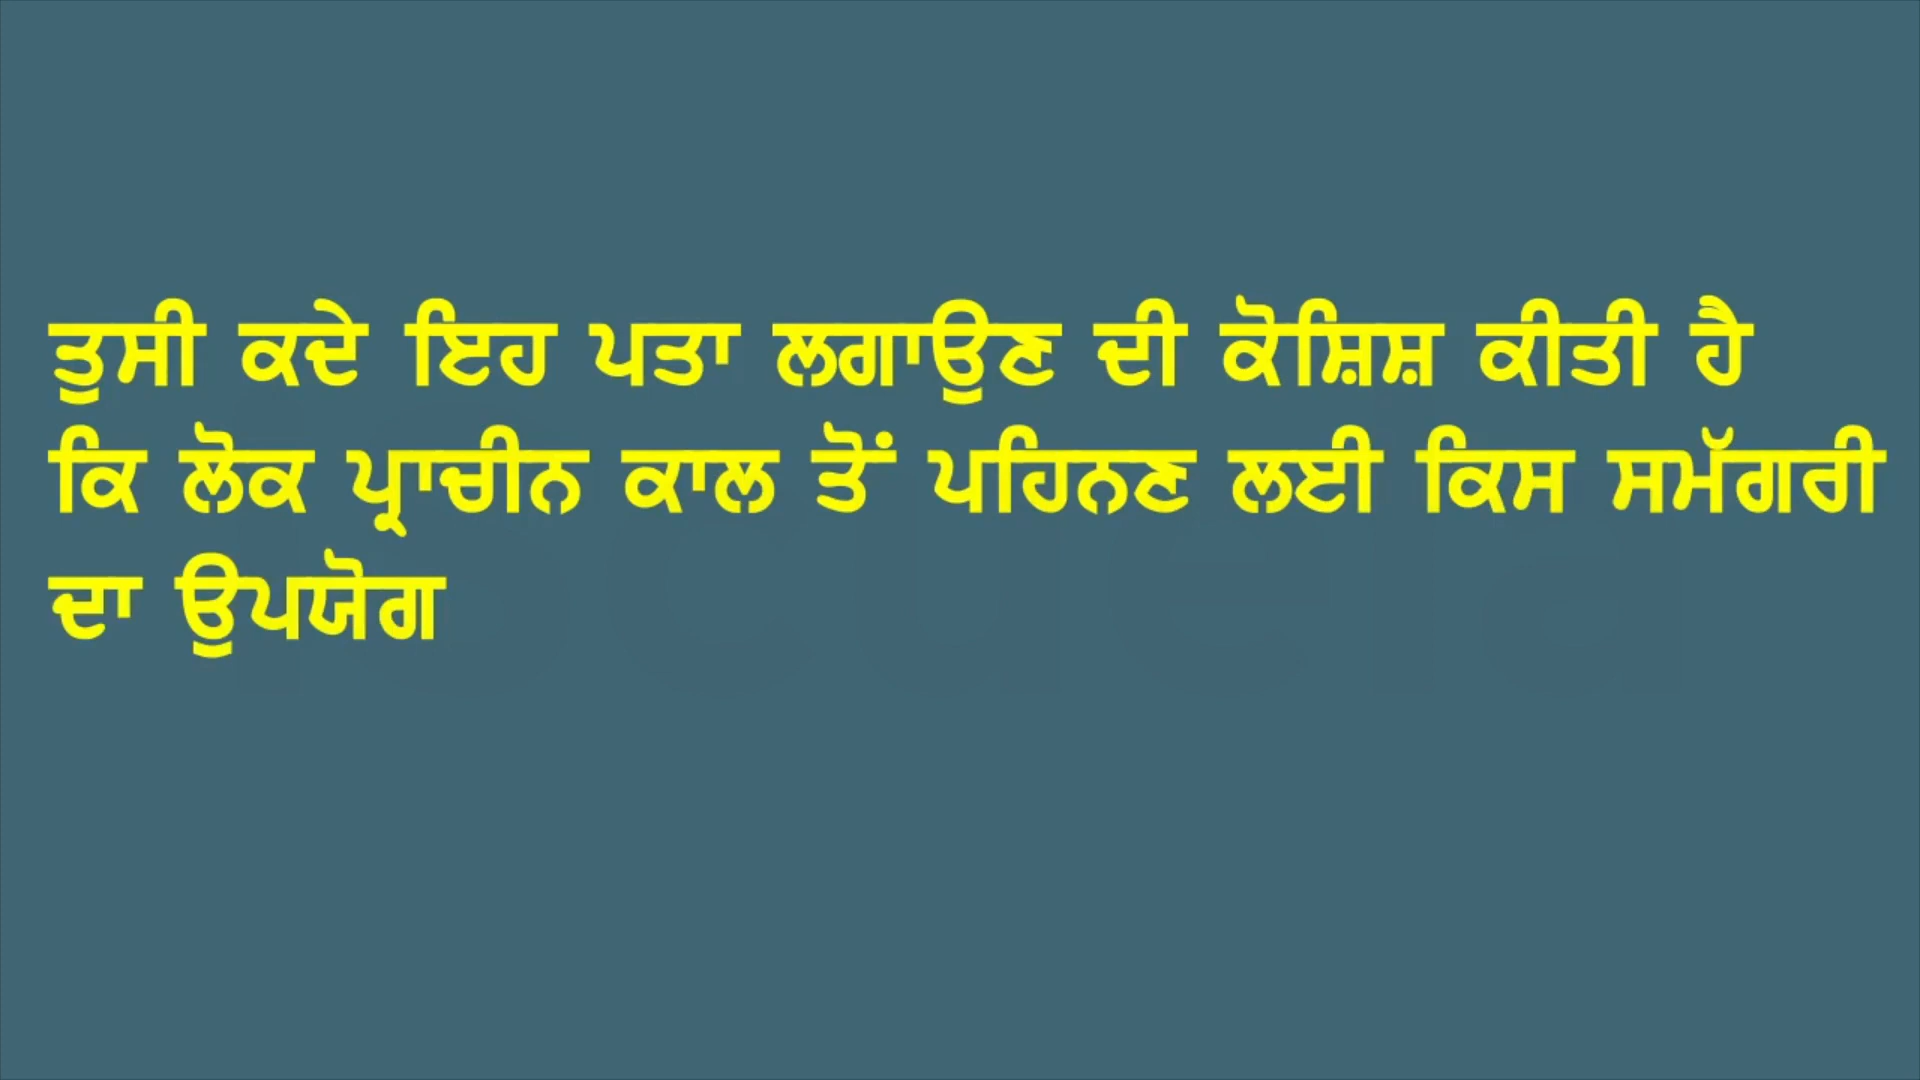 ਤੁਸੀ ਕਦੇ ਇਹ ਪਤਾ ਲਗਾਉਣ ਦੀ ਕੋਸ਼ਿਸ਼ ਕੀਤੀ ਹੈ
ਕਿ ਲੋਕ ਪ੍ਰਾਚੀਨ ਕਾਲ ਤੋਂ ਪਹਿਨਣ ਲਈ ਕਿਸ ਸਮੱਗਰੀ
ਦਾ ਉਪਯੋਗ